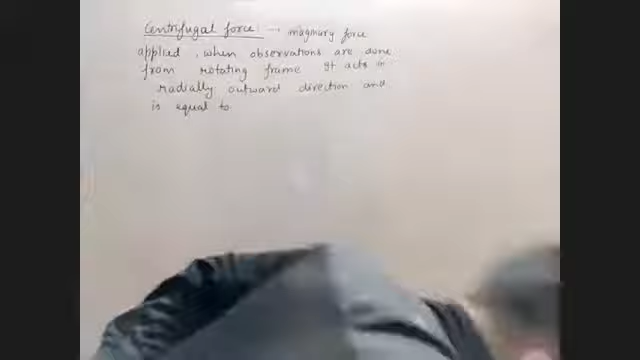 Centrifugal force :- imaginary force
applied, when observations are done
from rotating frame It acts in
radially outward direction and
is equal to